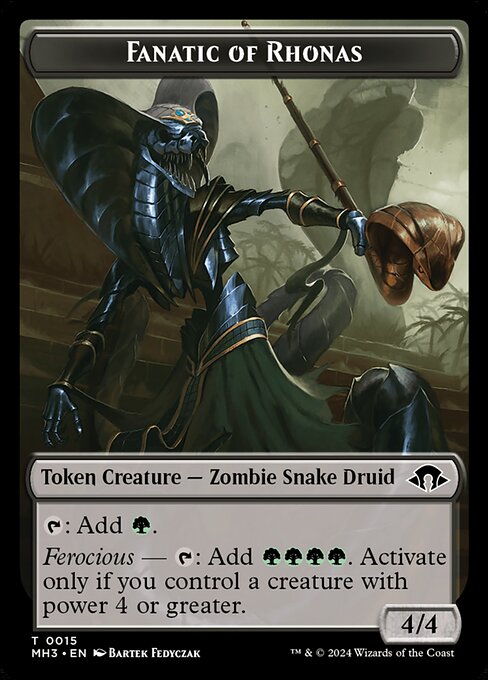 Fanatic of Rhonas
Token Creature — Zombie Snake Druid
: Add .
Ferocious — : Add . Activate
only if you control a creature with
power 4 or greater.
4/4
T 0015
MH3 • EN Bartek Fedyczak
™ & © 2024 Wizards of the Coast